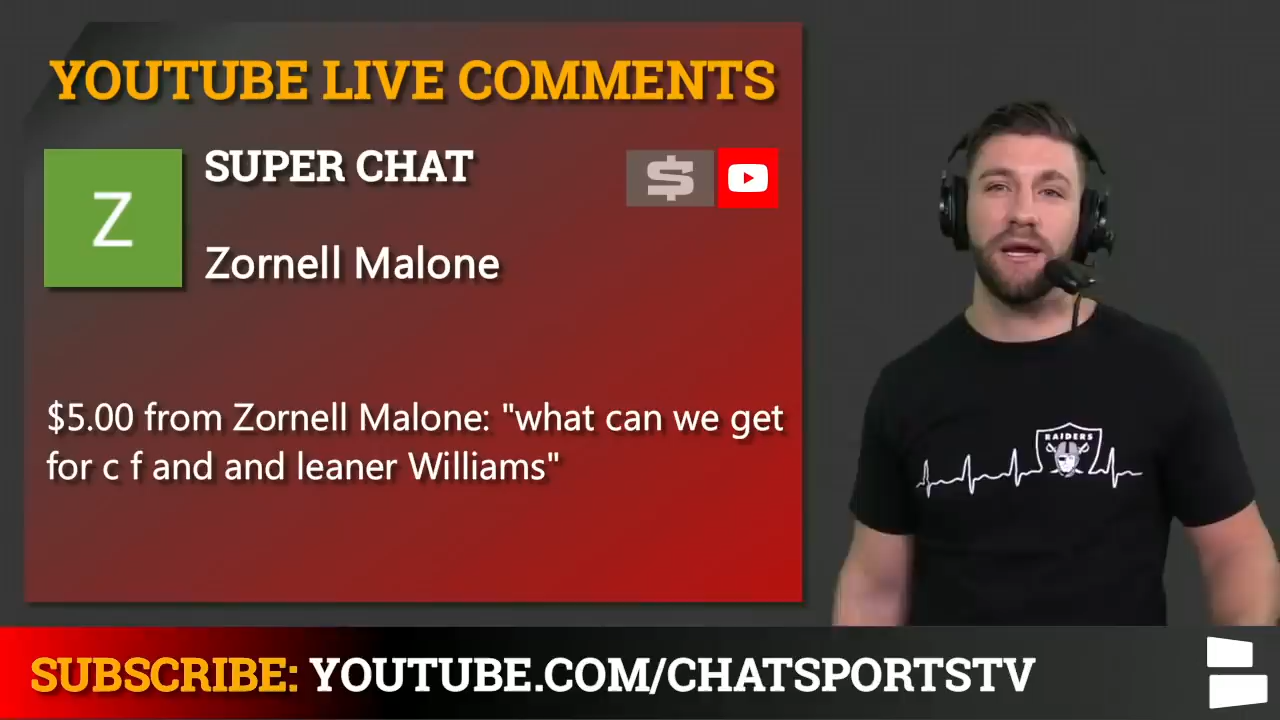 YOUTUBE LIVE COMMENTS
Z
SUPER CHAT
$
Zornell Malone
$5.00 from Zornell Malone: "what can we get
for c f and and leaner Williams"
RAIDERS
SUBSCRIBE: YOUTUBE.COM/CHATSPORTSTV